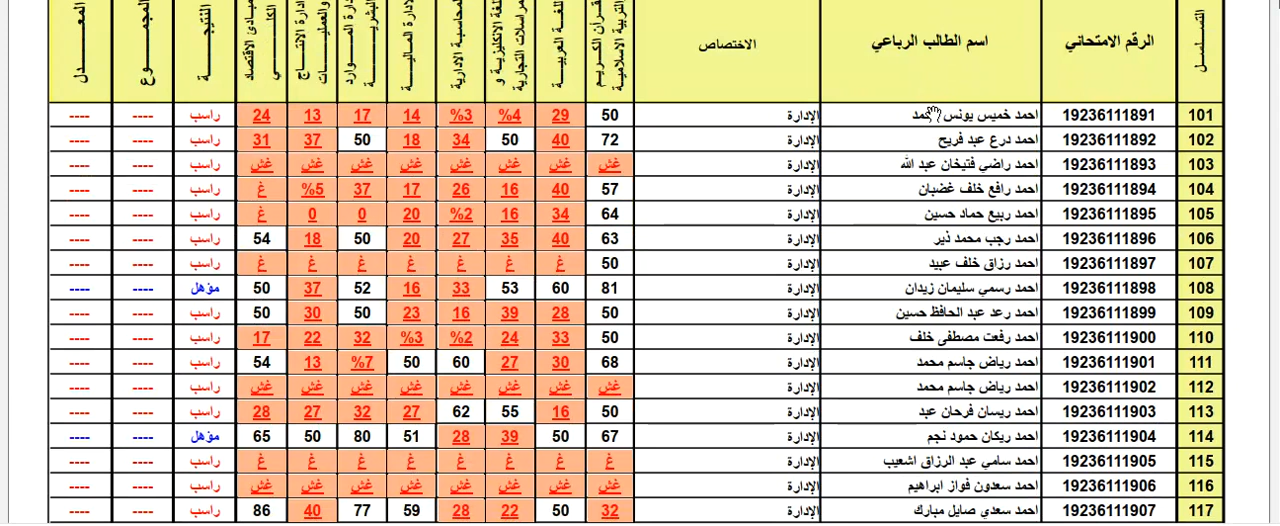 التسلسل الرقم الامتحاني اسم الطالب الرباعي الاختصاص القرآن الكريم التربية الاسلامية اللغة العربية اللغة الانكليزية و المراسلات التجارية المحاسبة الادارية الادارة المالية ادارة الموارد البشرية ادارة الانتاج والعمليات مبادئ الاقتصاد الكلي النتيجة المجموع المعدل
101 19236111891 احمد خميس يونس الادارة 50 29 %4 %3 14 17 13 24 راسب ---- ----
102 19236111892 احمد درع عبد فريح الإدارة 72 40 50 34 18 50 37 31 راسب ---- ----
103 19236111893 احمد راضي فتيخان عبد الله الإدارة غش غش غش غش غش غش غش غش راسب ---- ----
104 19236111894 احمد رافع خلف غضبان الإدارة 57 40 16 26 17 37 %5 غ راسب ---- ----
105 19236111895 احمد ربيع حماد حسين الإدارة 64 34 16 %2 20 0 0 غ راسب ---- ----
106 19236111896 احمد رجب محمد ذير الإدارة 63 40 35 27 20 50 18 54 راسب ---- ----
107 19236111897 احمد رزاق خلف عبيد الإدارة 50 غ غ غ غ غ غ غ راسب ---- ----
108 19236111898 احمد رسمي سليمان زيدان الإدارة 81 60 53 33 16 52 37 50 مؤهل ---- ----
109 19236111899 احمد رعد عبد الحافظ حسين الإدارة 50 28 39 16 23 50 30 50 راسب ---- ----
110 19236111900 احمد رفعت مصطفى خلف الإدارة 50 33 24 %2 %3 32 22 17 راسب ---- ----
111 19236111901 احمد رياض جاسم محمد الإدارة 68 30 27 60 50 %7 13 54 راسب ---- ----
112 19236111902 احمد رياض جاسم محمد الإدارة غش غش غش غش غش غش غش غش راسب ---- ----
113 19236111903 احمد ريسان فرحان عبد الإدارة 50 16 55 62 27 32 27 28 راسب ---- ----
114 19236111904 احمد ريكان حمود نجم الإدارة 67 50 39 28 51 80 50 65 مؤهل ---- ----
115 19236111905 احمد سامي عبد الرزاق اشعيب الإدارة غ غ غ غ غ غ غ غ راسب ---- ----
116 19236111906 احمد سعدون فواز ابراهيم الإدارة غش غش غش غش غش غش غش غش راسب ---- ----
117 19236111907 احمد سعدي صايل مبارك الإدارة 32 50 22 28 59 77 40 86 راسب ---- ----